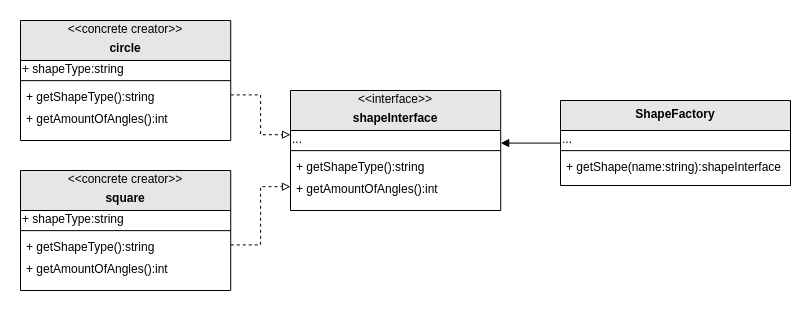 <<concrete creator>>
circle
+ shapeType:string
+ getShapeType():string
+ getAmountOfAngles():int
<<concrete creator>>
square
+ shapeType:string
+ getShapeType():string
+ getAmountOfAngles():int
<<interface>>
shapeInterface
...
+ getShapeType():string
+ getAmountOfAngles():int
ShapeFactory
...
+ getShape(name:string):shapeInterface